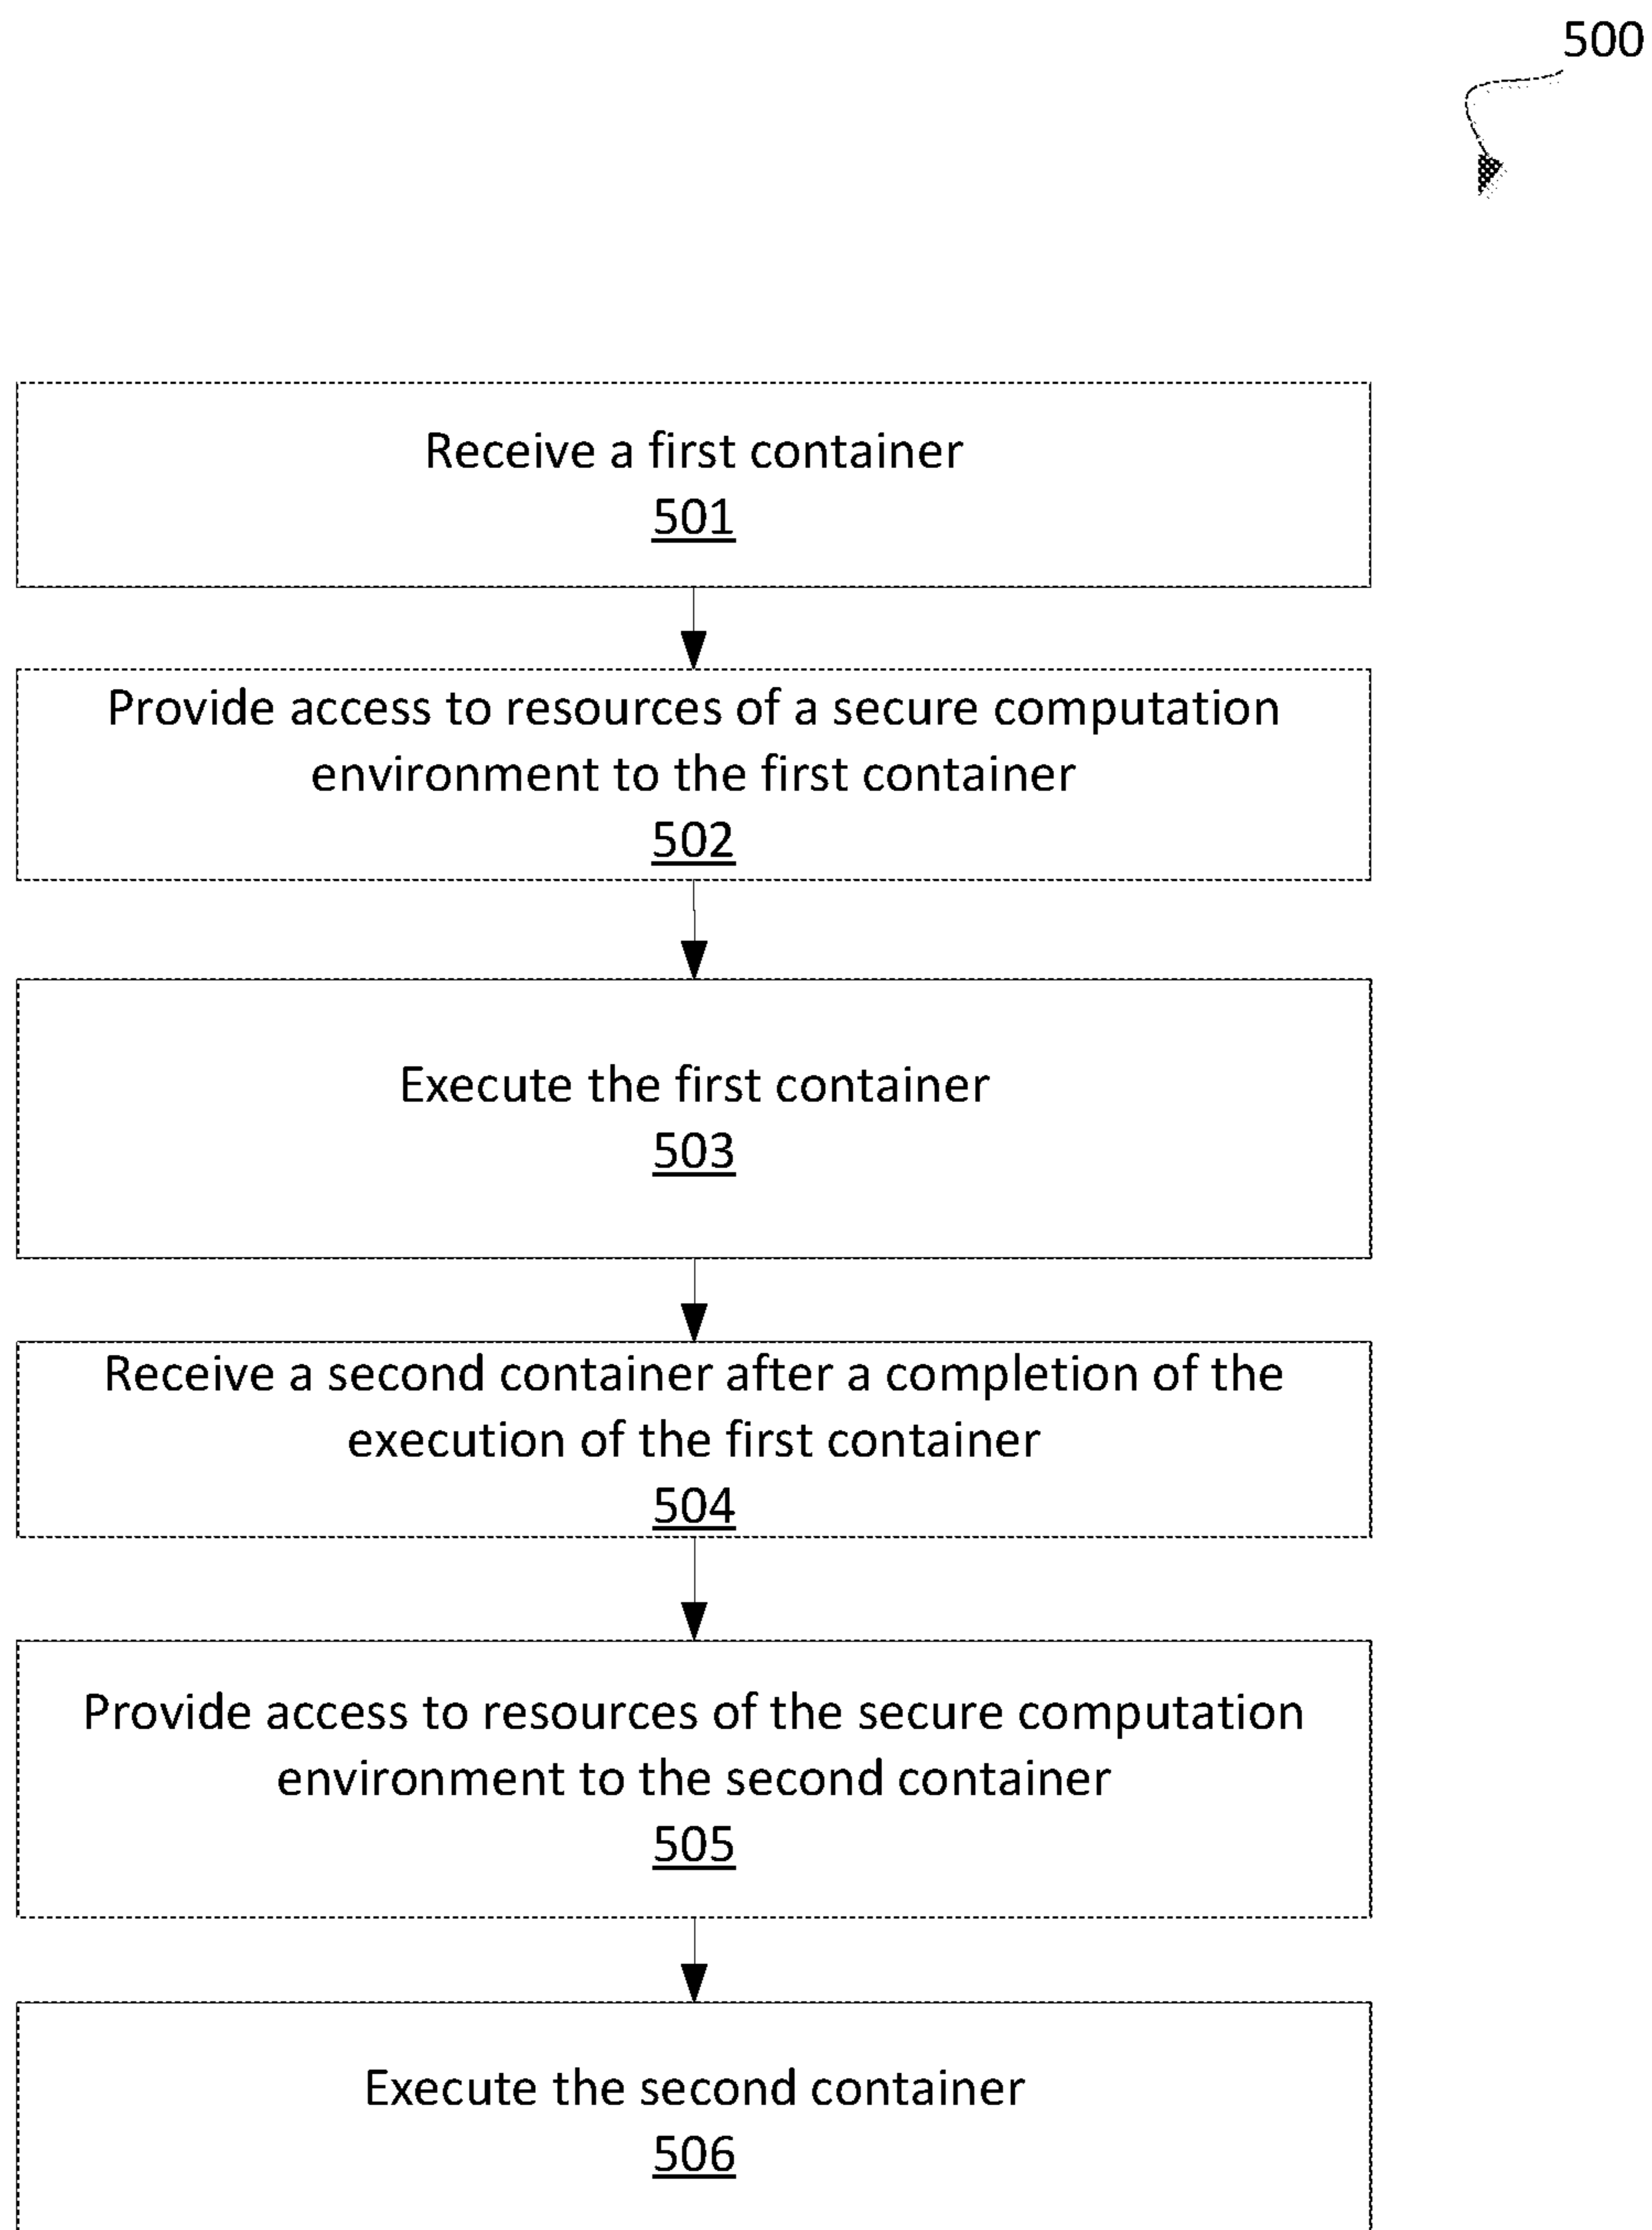 500
Receive a first container
501
Provide access to resources of a secure computation
environment to the first container
502
Execute the first container
503
Receive a second container after a completion of the
execution of the first container
504
Provide access to resources of the secure computation
environment to the second container
505
Execute the second container
506